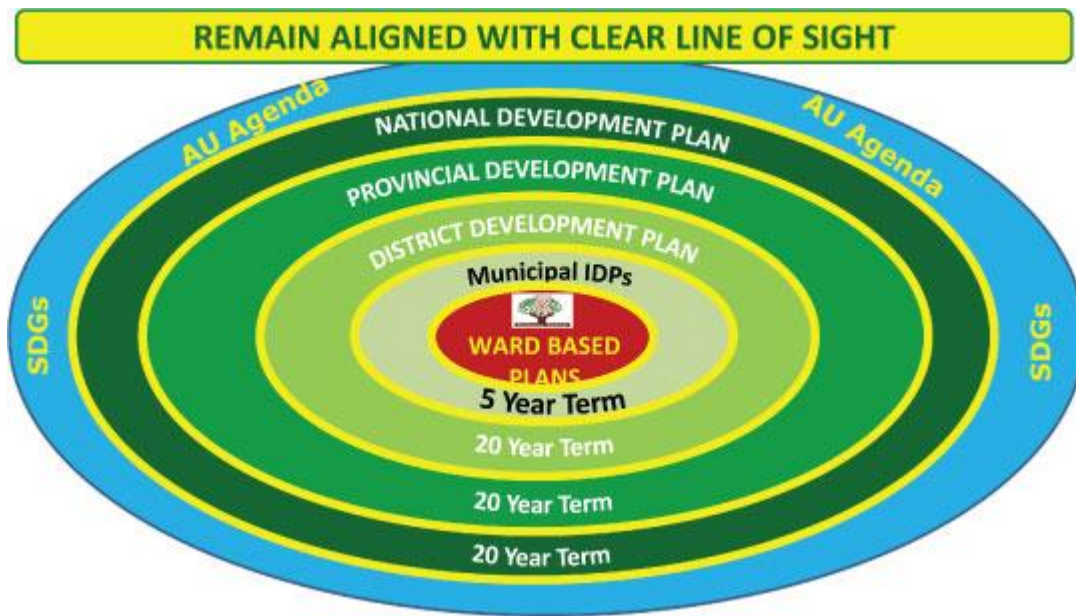 REMAIN ALIGNED WITH CLEAR LINE OF SIGHT
AU Agenda
AU Agenda
NATIONAL DEVELOPMENT PLAN
PROVINCIAL DEVELOPMENT PLAN
DISTRICT DEVELOPMENT PLAN
Municipal IDPs
SDGs
SDGs
WARD BASED
PLANS
5 Year Term
20 Year Term
20 Year Term
20 Year Term